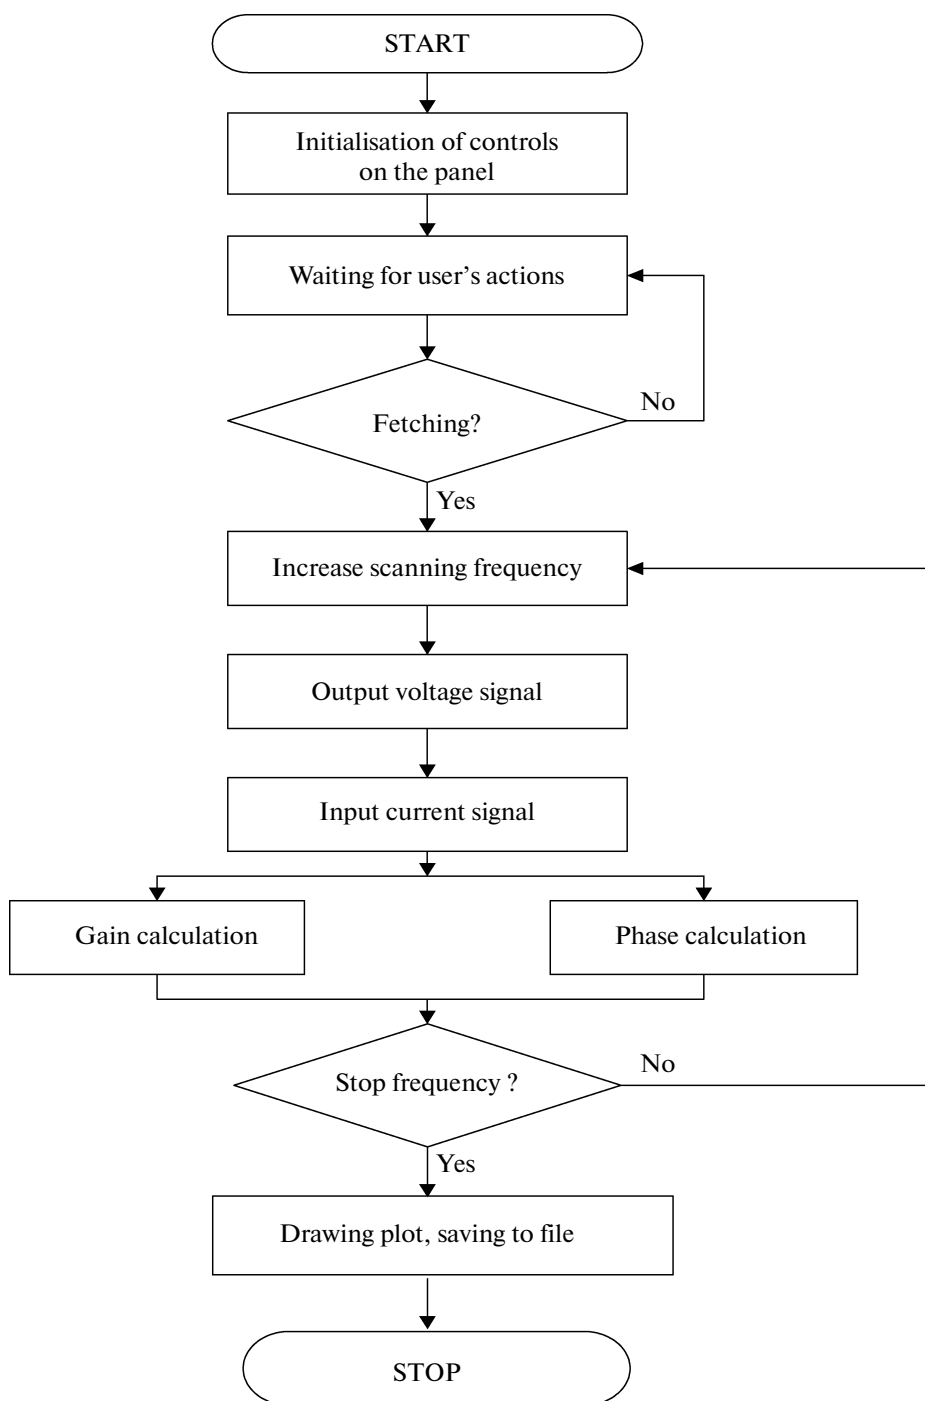 START
Initialisation of controls
on the panel
Waiting for user’s actions
Fetching?
No
Yes
Increase scanning frequency
Output voltage signal
Input current signal
Gain calculation
Phase calculation
Stop frequency ?
No
Yes
Drawing plot, saving to file
STOP